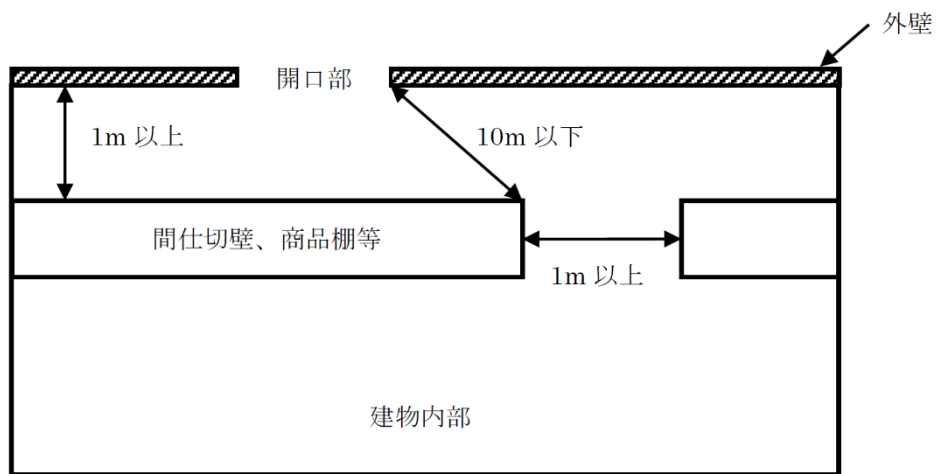 外壁
開口部
1m 以上
10m 以下
間仕切壁、商品棚等
1m 以上
建物内部